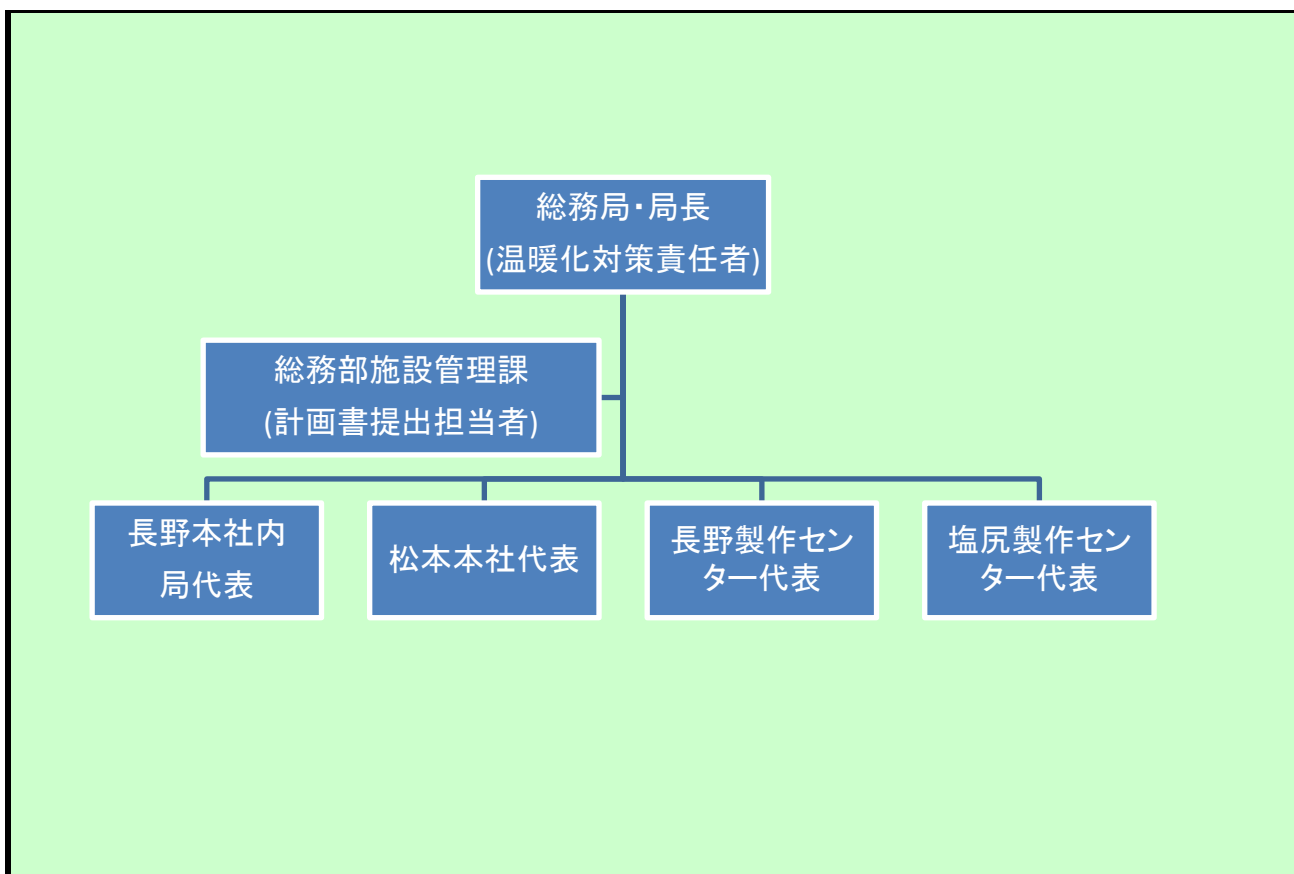 総務局・局長
(温暖化対策責任者)
総務部施設管理課
(計画書提出担当者)
長野本社内
局代表
松本本社代表
長野製作セン
ター代表
塩尻製作セン
ター代表